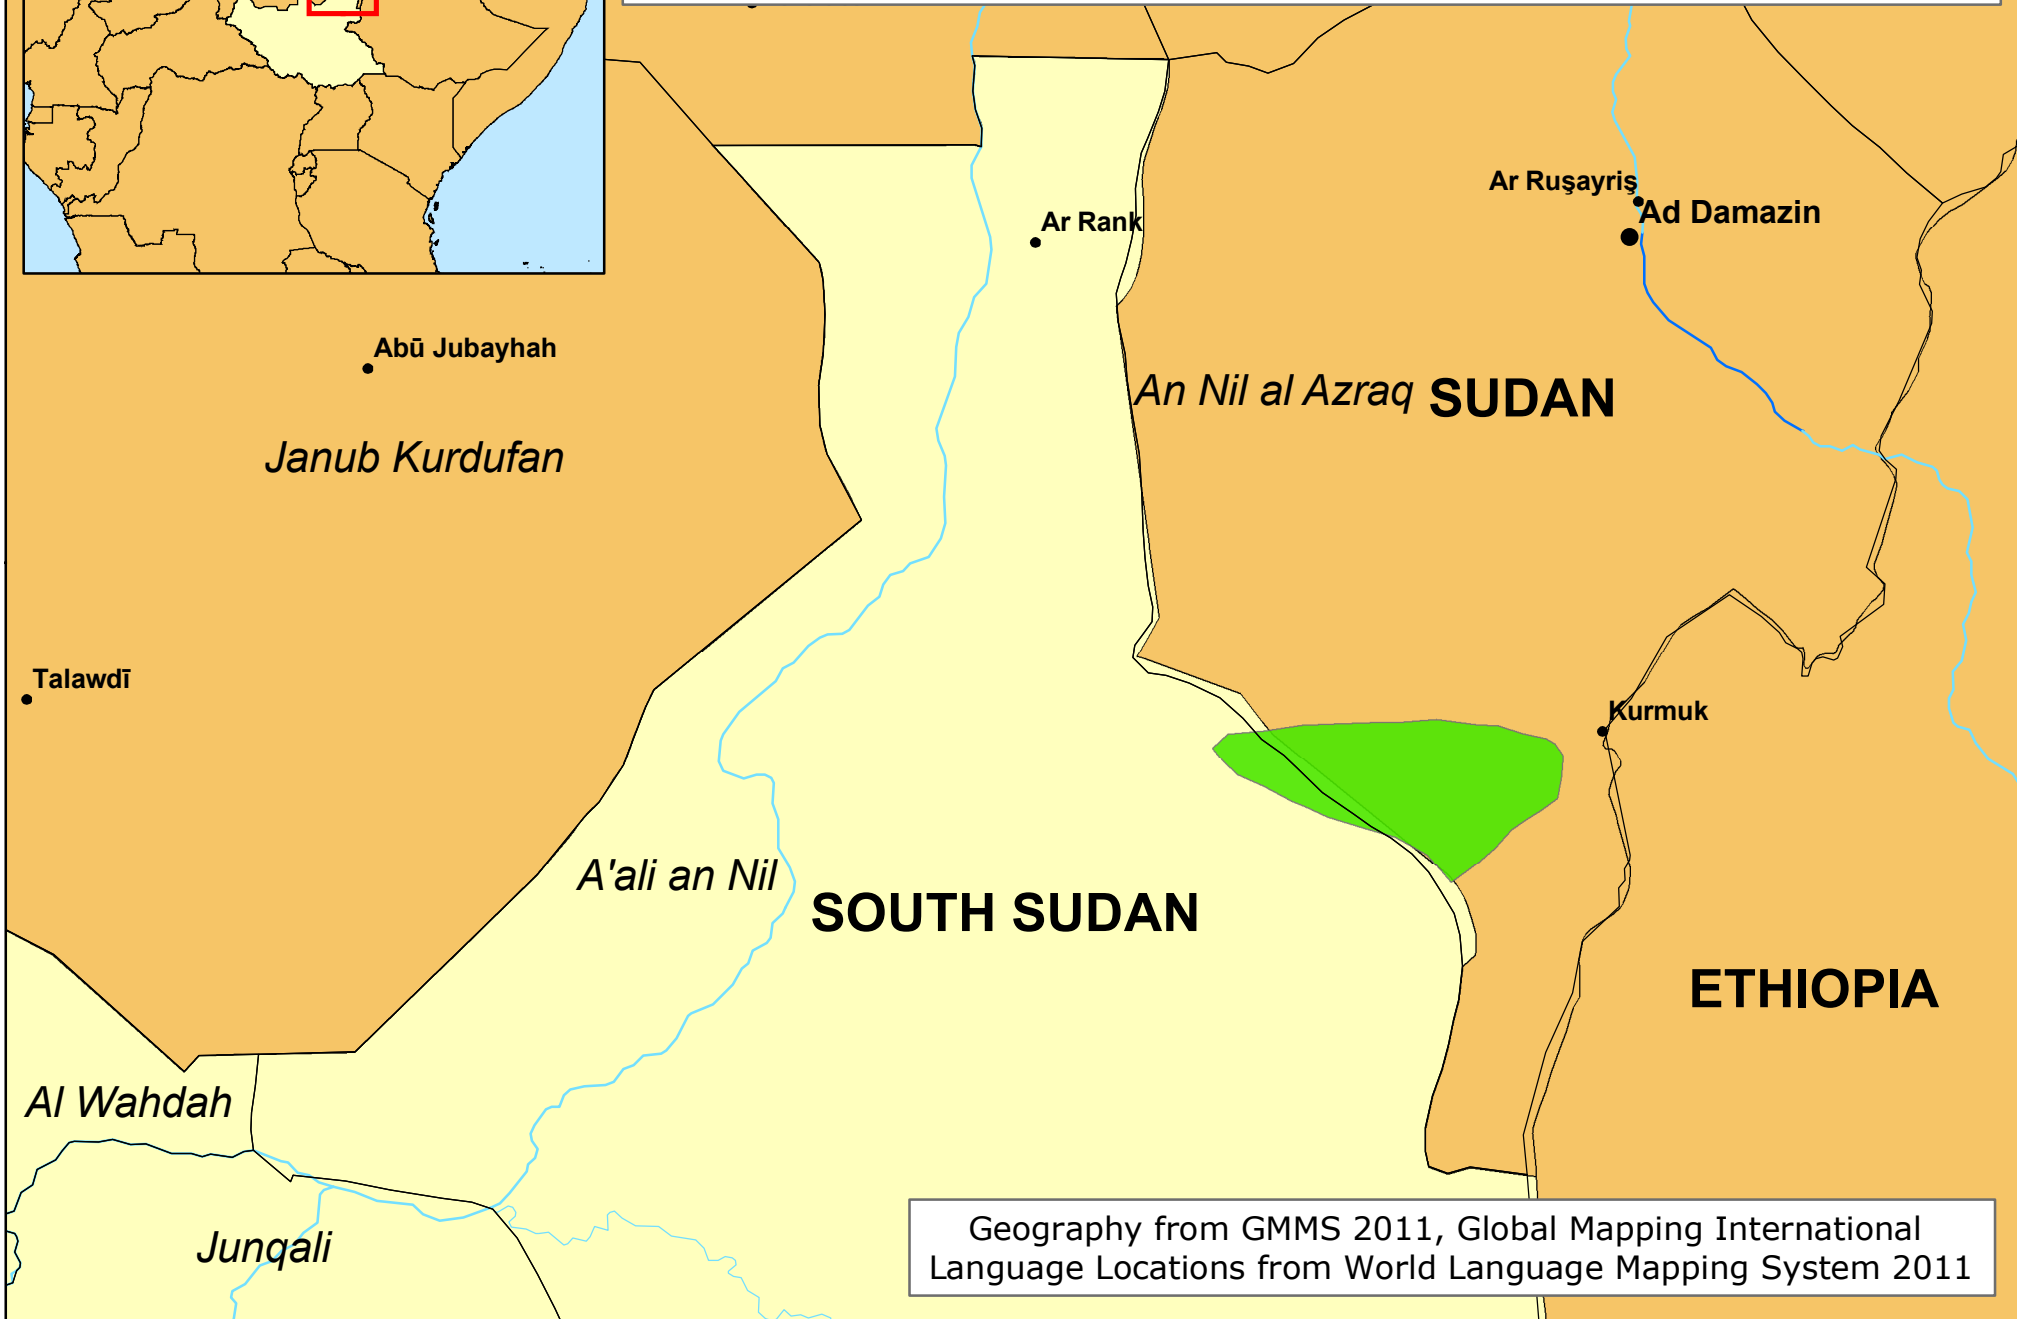 Ar Ruşayriş
Ad Damazin
Ar Rank
Abū Jubayhah
An Nil al Azraq
SUDAN
Janub Kurdufan
Talawdī
Kurmuk
A'ali an Nil
SOUTH SUDAN
ETHIOPIA
Al Wahdah
Junqali
Geography from GMMS 2011, Global Mapping International
Language Locations from World Language Mapping System 2011